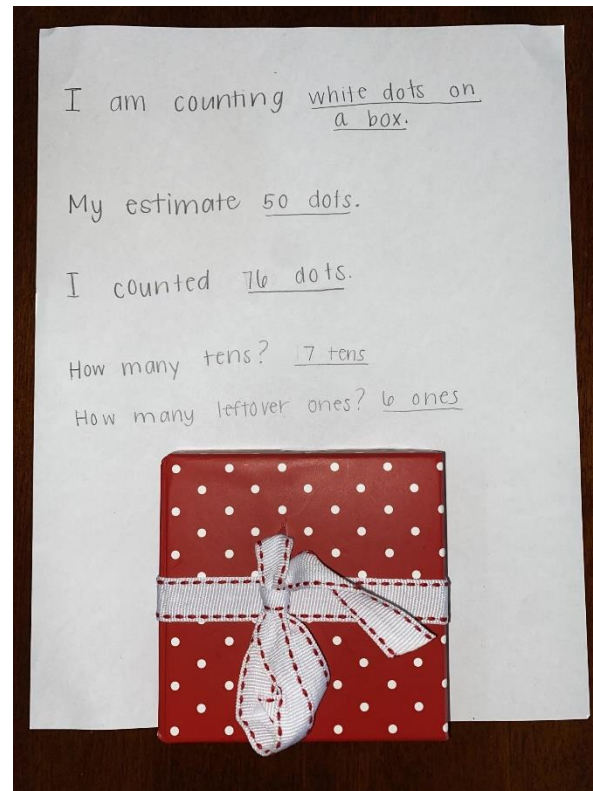 I am counting white dots on
a box.
My estimate 50 dots.
I counted 76 dots.
How many tens? 7 tens
How many leftover ones? 6 ones